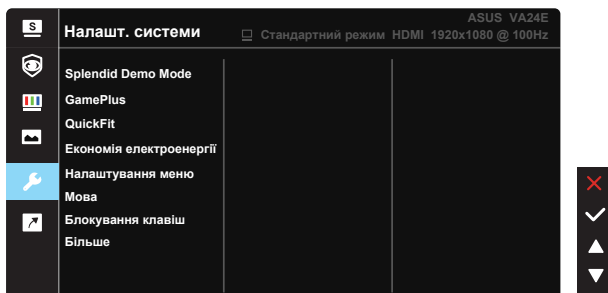 S
ASUS VA24E
Налашт. системи
Стандартний режим HDMI 1920x1080 @ 100Hz
Splendid Demo Mode
GamePlus
QuickFit
Економія електроенергії
Налаштування меню
Мова
Блокування клавіш
Більше